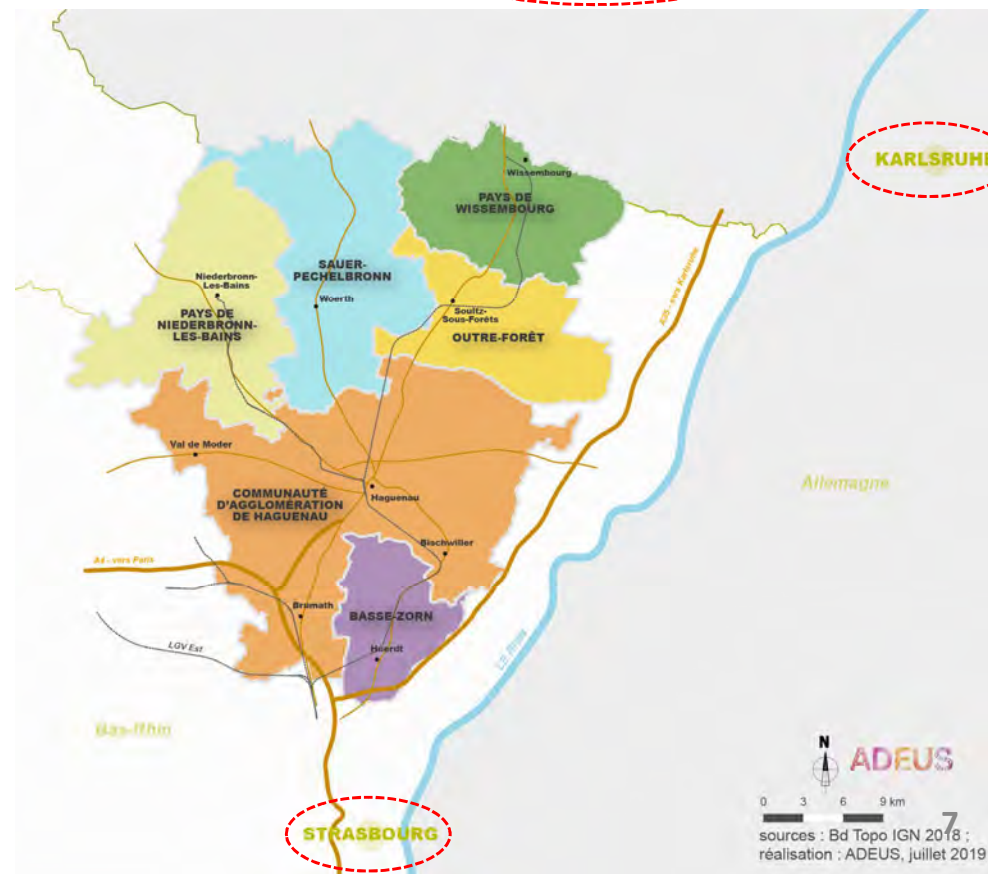 KARLSRUHE
Wissembourg
PAYS DE
WISSEMBOURG
SAUER-
PECHELBRONN
Niederbronn-
Les-Bains
Woerth
Soultz-
Sous-Forêts
PAYS DE
NIEDERBRONN-
LES-BAINS
OUTRE-FORÊT
A35 - vers Karlsruhe
Val de Moder
Allemagne
COMMUNAUTÉ
D'AGGLOMÉRATION
DE HAGUENAU
Haguenau
Bischwiller
A4 - vers Paris
Brumath
BASSE-ZORN
LGV Est
Hoerdt
Le Rhin
Bas-Rhin
N
ADEUS
0 3 6 9 km
7
sources : Bd Topo IGN 2018 ;
réalisation : ADEUS, juillet 2019
STRASBOURG